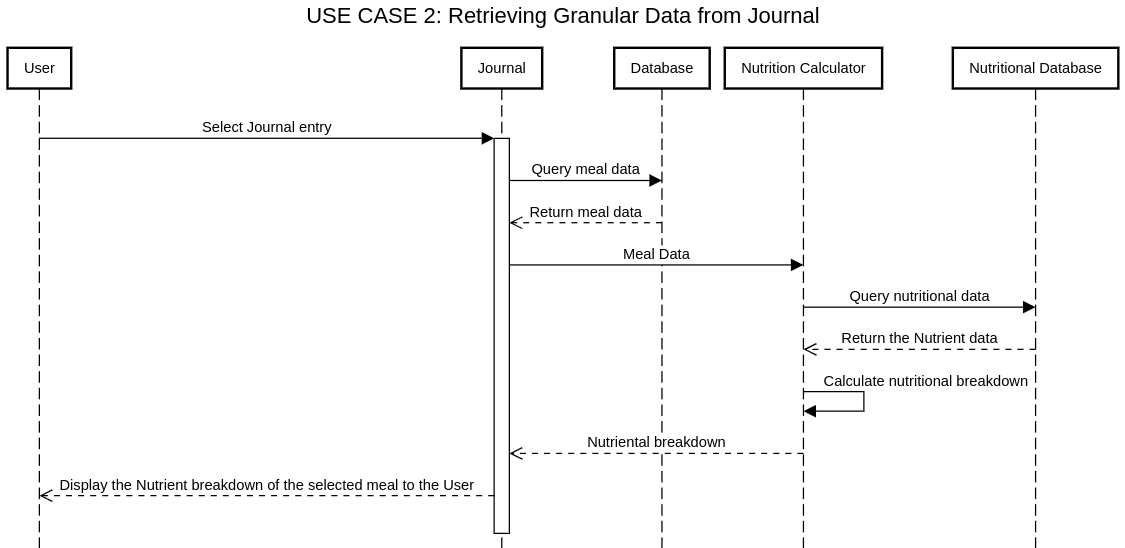 USE CASE 2: Retrieving Granular Data from Journal
User
Journal
Database
Nutrition Calculator
Nutritional Database
Select Journal entry
Query meal data
Return meal data
Meal Data
Query nutritional data
Return the Nutrient data
Calculate nutritional breakdown
Nutriental breakdown
Display the Nutrient breakdown of the selected meal to the User